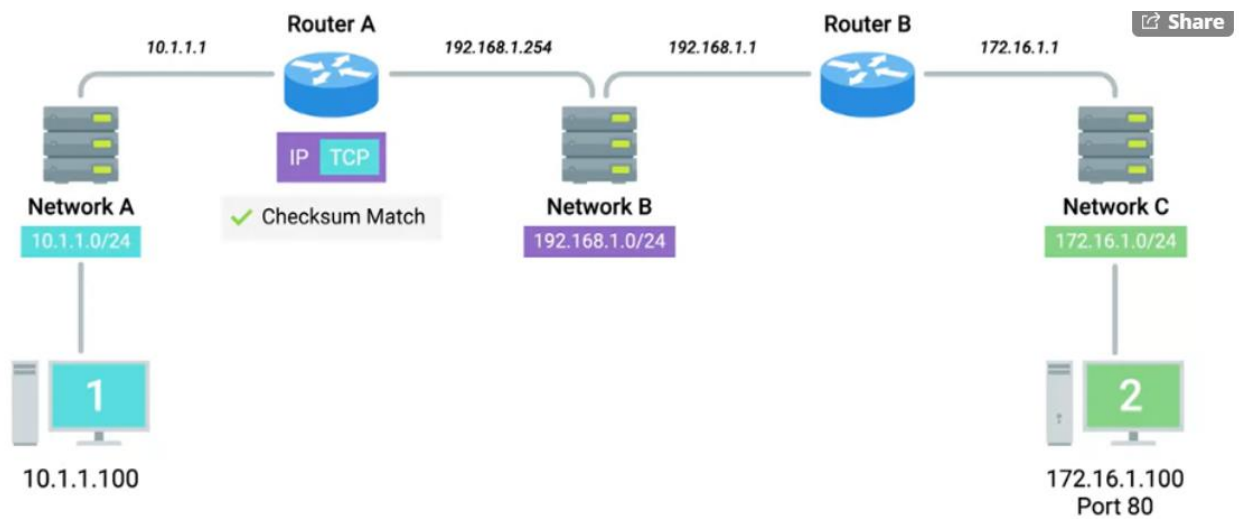 Share
Router A
Router B
10.1.1.1
192.168.1.254
192.168.1.1
172.16.1.1
IP TCP
Checksum Match
Network A
Network B
Network C
10.1.1.0/24
192.168.1.0/24
172.16.1.0/24
1
2
10.1.1.100
172.16.1.100
Port 80